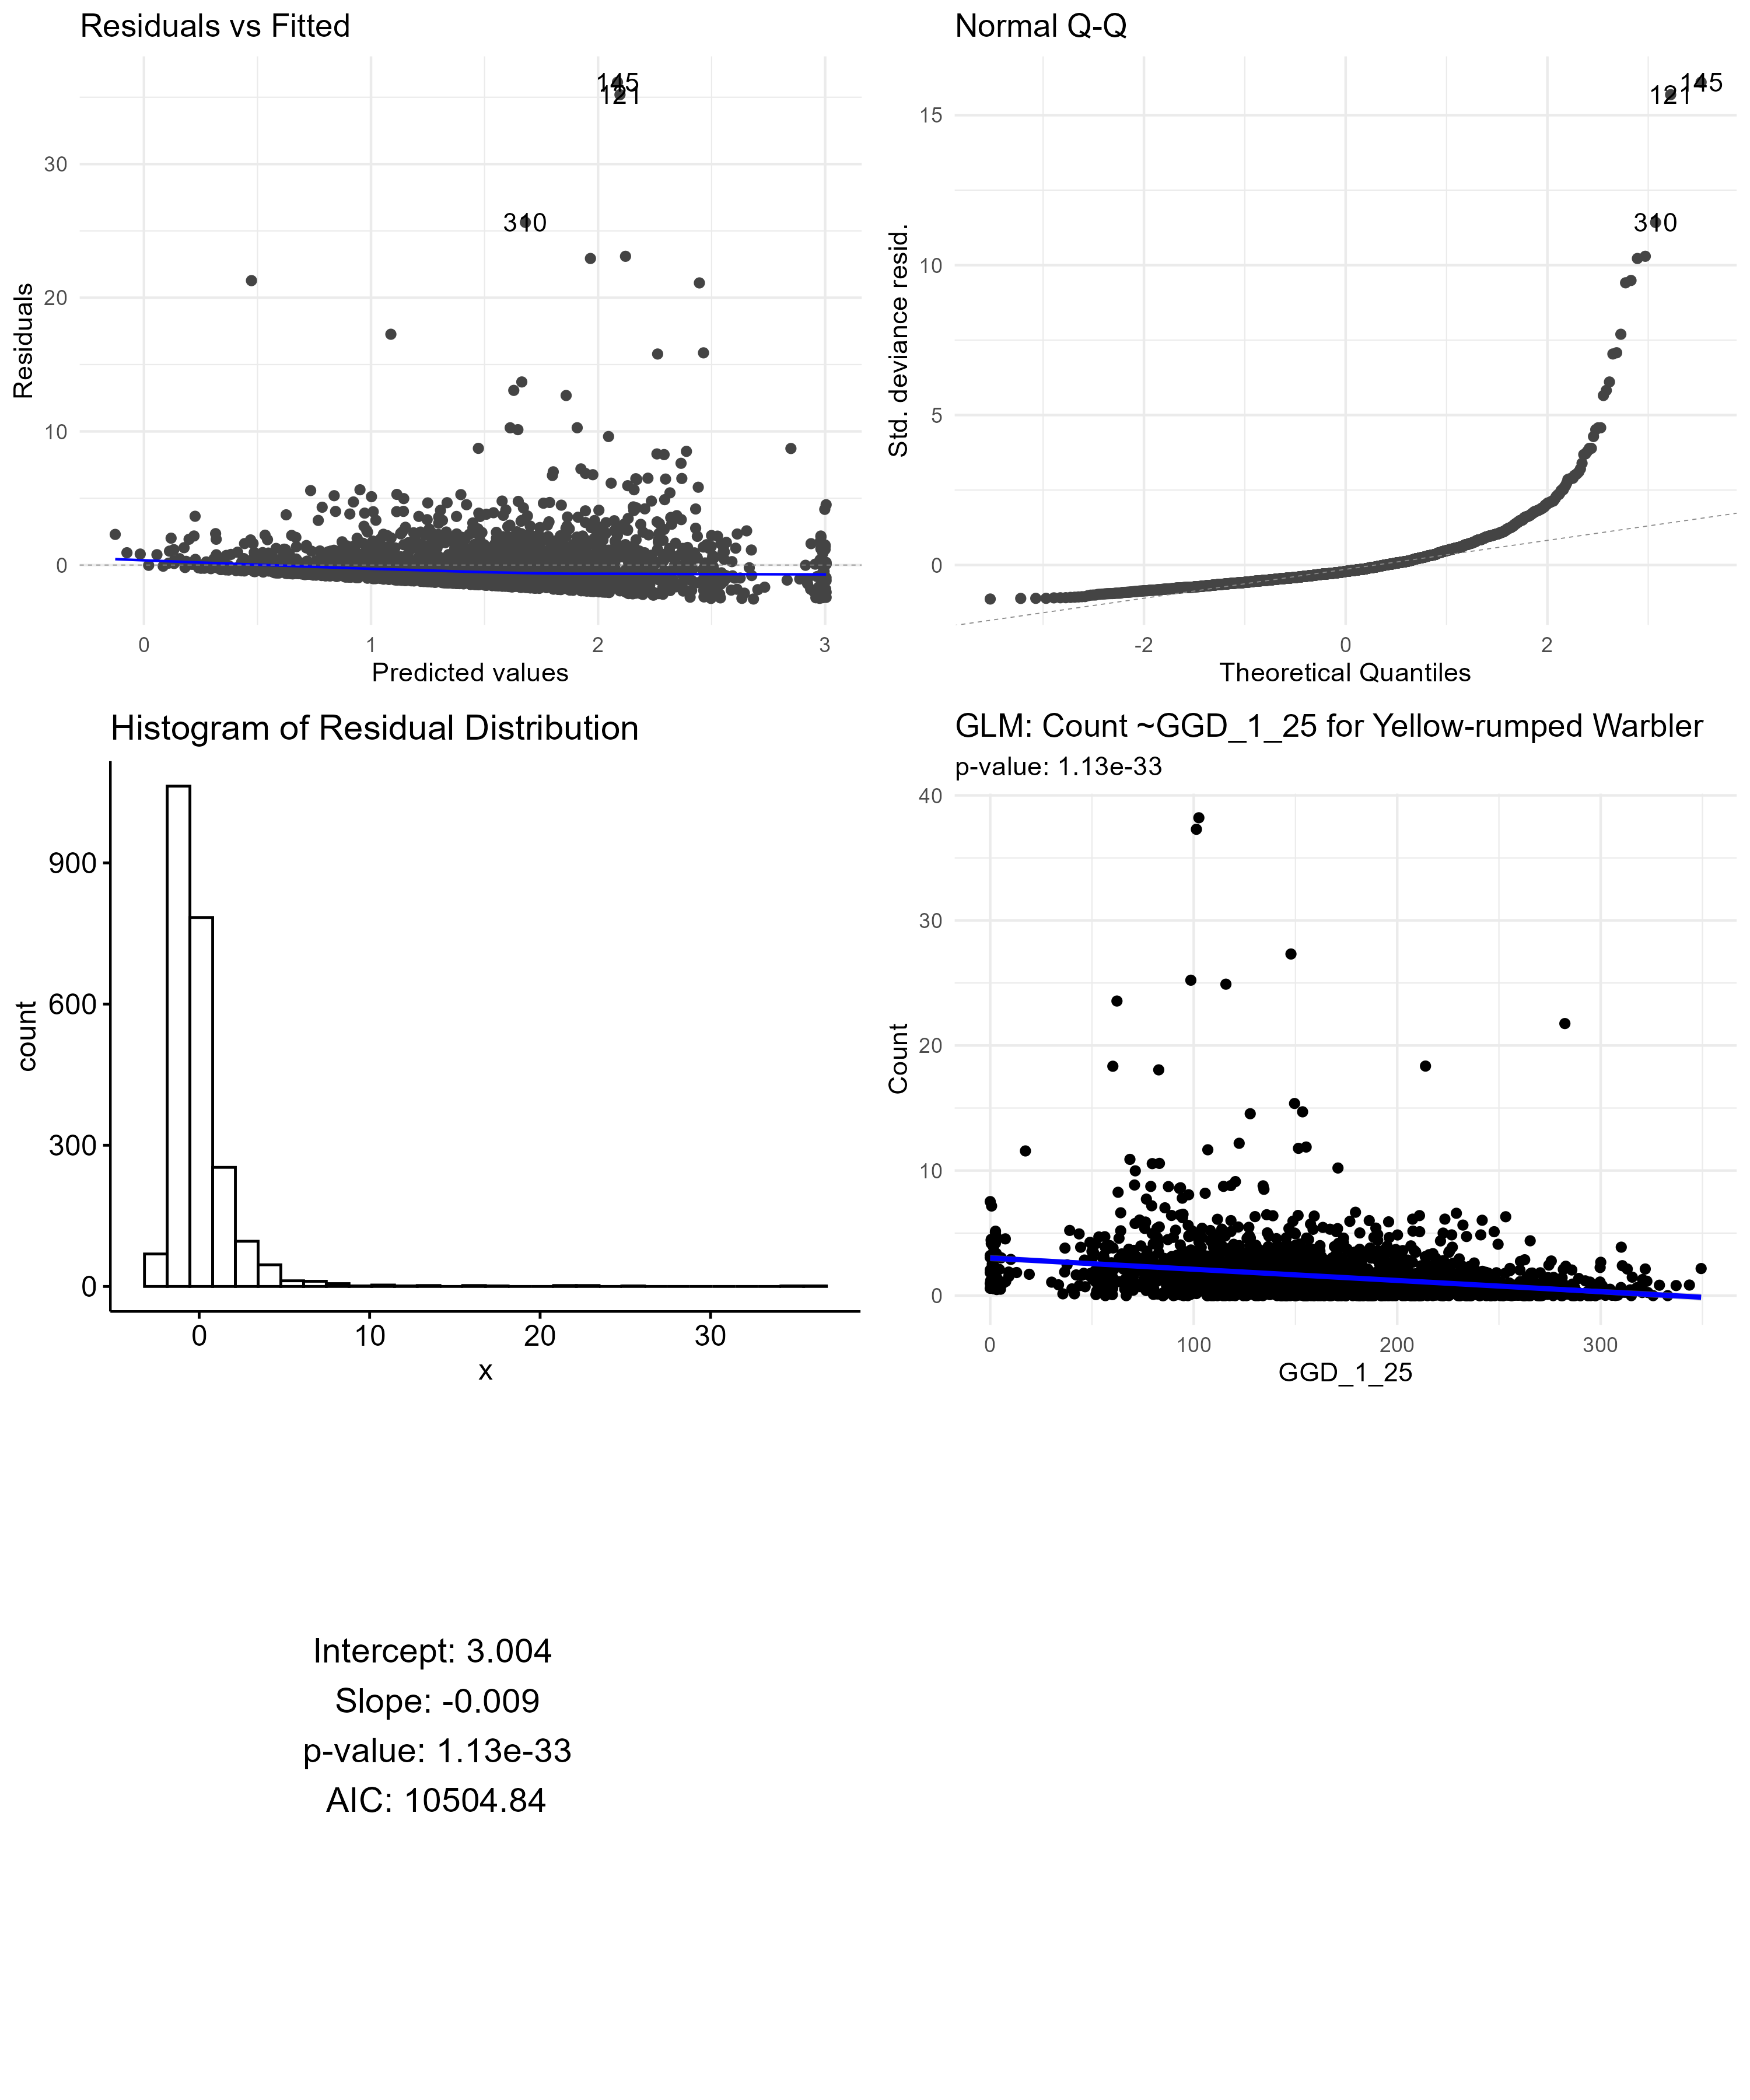 Residuals vs Fitted
145
121
310
30
20
10
0
Residuals
0 1 2 3
Predicted values
Normal Q-Q
145
121
310
15
10
5
0
Std. deviance resid.
-2 0 2
Theoretical Quantiles
Histogram of Residual Distribution
900
600
300
0
count
0 10 20 30
x
GLM: Count ~GGD_1_25 for Yellow-rumped Warbler
p-value: 1.13e-33
40
30
20
10
0
Count
0 100 200 300
GGD_1_25
Intercept: 3.004
Slope: -0.009
p-value: 1.13e-33
AIC: 10504.84